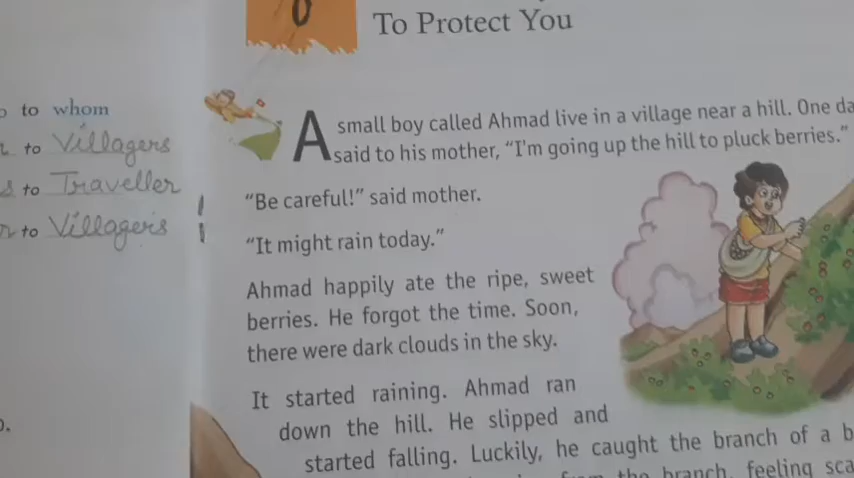 To Protect You
to whom
to Villagers
to Traveller
to Villagers
A small boy called Ahmad live in a village near a hill. One
said to his mother, “I'm going up the hill to pluck berries.”
“Be careful!” said mother.
“It might rain today.”
Ahmad happily ate the ripe, sweet
berries. He forgot the time. Soon,
there were dark clouds in the sky.
It started raining. Ahmad ran
down the hill. He slipped and
started falling. Luckily, he caught the branch of a
from the branch, feeling